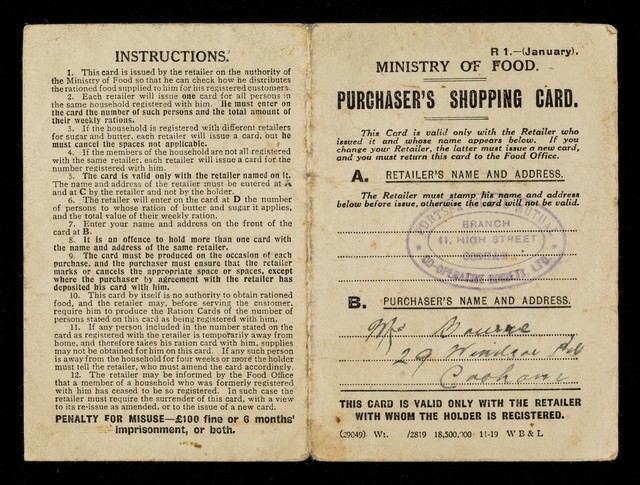 INSTRUCTIONS.
1. This card is issued by the retailer on the authority of
the Ministry of Food so that he can check how he distributes
the rationed food supplied to him for his registered customers.
2. Each retailer will issue one card for all persons in
the same household registered with him. He must enter on
the card the number of such persons and the total amount of
their weekly rations.
3. If the household is registered with different retailers
for sugar and butter, each retailer will issue a card, but he
must cancel the spaces not applicable.
4. If the members of the household are not all registered
with the same retailer, each retailer will issue a card for the
number registered with him.
5. The card is valid only with the retailer named on it.
The name and address of the retailer must be entered at A
and at C by the retailer and not by the holder.
6. The retailer will enter on the card at D the number
of persons to whose ration of butter and sugar it applies,
and the total value of their weekly ration.
7. Enter your name and address on the front of the
card at B.
8. It is an offence to hold more than one card with
the name and address of the same retailer.
9. The card must be produced on the occasion of each
purchase, and the purchaser must ensure that the retailer
marks or cancels the appropriate space or spaces, except
where the purchaser by agreement with the retailer has
deposited his card with him.
10. This card by itself is no authority to obtain rationed
food, and the retailer may, before serving the customer,
require him to produce the Ration Cards of the number of
persons stated on this card as being registered with him.
11. If any person included in the number stated on the
card as registered with the retailer is temporarily away from
home, and therefore takes his ration card with him, supplies
may not be obtained for him on this card. If any such person
is away from the household for four weeks or more the holder
must tell the retailer, who must amend the card accordingly.
12. The retailer may be informed by the Food Office
that a member of a household who was formerly registered
with him has ceased to be so registered. In such case the
retailer must require the surrender of this card, with a view
to its re-issue as amended, or to the issue of a new card.
PENALTY FOR MISUSE—£100 fine or 6 months'
imprisonment, or both.
R 1.—(January).
MINISTRY OF FOOD.
PURCHASER'S SHOPPING CARD.
This Card is valid only with the Retailer who
issued it and whose name appears below. If you
change your Retailer, the latter must issue a new card,
and you must return this card to the Food Office.
A. RETAILER'S NAME AND ADDRESS.
The Retailer must stamp his name and address
below before issue, otherwise the card will not be valid.
BRANCH
41, HIGH STREET
CO-OPERATIVE SOCIETY, LTD.
B. PURCHASER'S NAME AND ADDRESS.
Mrs Bourne
29 Windsor Rd
Cosham
THIS CARD IS VALID ONLY WITH THE RETAILER
WITH WHOM THE HOLDER IS REGISTERED.
(29049) Wt. /2819 18,500,000 11-19 W B & L